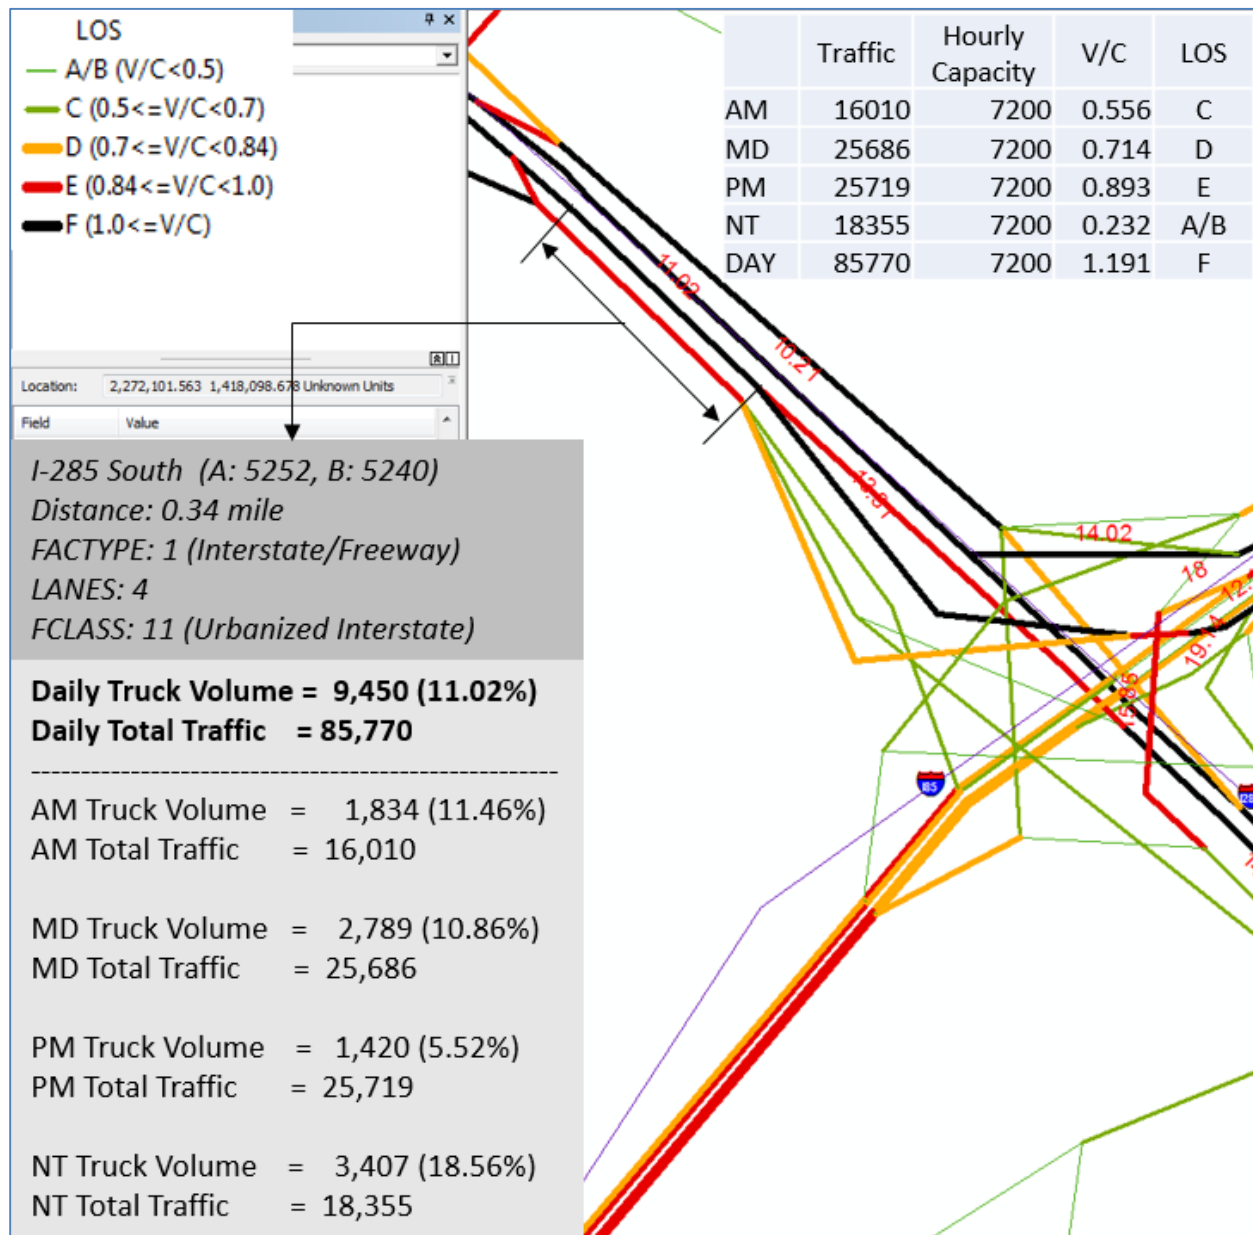 LOS
A/B (V/C<0.5)
C (0.5<=V/C<0.7)
D (0.7<=V/C<0.84)
E (0.84<=V/C<1.0)
F (1.0<=V/C)
Traffic Hourly Capacity V/C LOS
AM 16010 7200 0.556 C
MD 25686 7200 0.714 D
PM 25719 7200 0.893 E
NT 18355 7200 0.232 A/B
DAY 85770 7200 1.191 F
Location: 2,272,101.563 1,418,098.678 Unknown Units
Field Value
I-285 South (A: 5252, B: 5240)
Distance: 0.34 mile
FACTYPE: 1 (Interstate/Freeway)
LANES: 4
FCLASS: 11 (Urbanized Interstate)
Daily Truck Volume = 9,450 (11.02%)
Daily Total Traffic = 85,770
------------------------------------------------------
AM Truck Volume = 1,834 (11.46%)
AM Total Traffic = 16,010
MD Truck Volume = 2,789 (10.86%)
MD Total Traffic = 25,686
PM Truck Volume = 1,420 (5.52%)
PM Total Traffic = 25,719
NT Truck Volume = 3,407 (18.56%)
NT Total Traffic = 18,355
11.02
10.21
14.02
18
19.14
I85